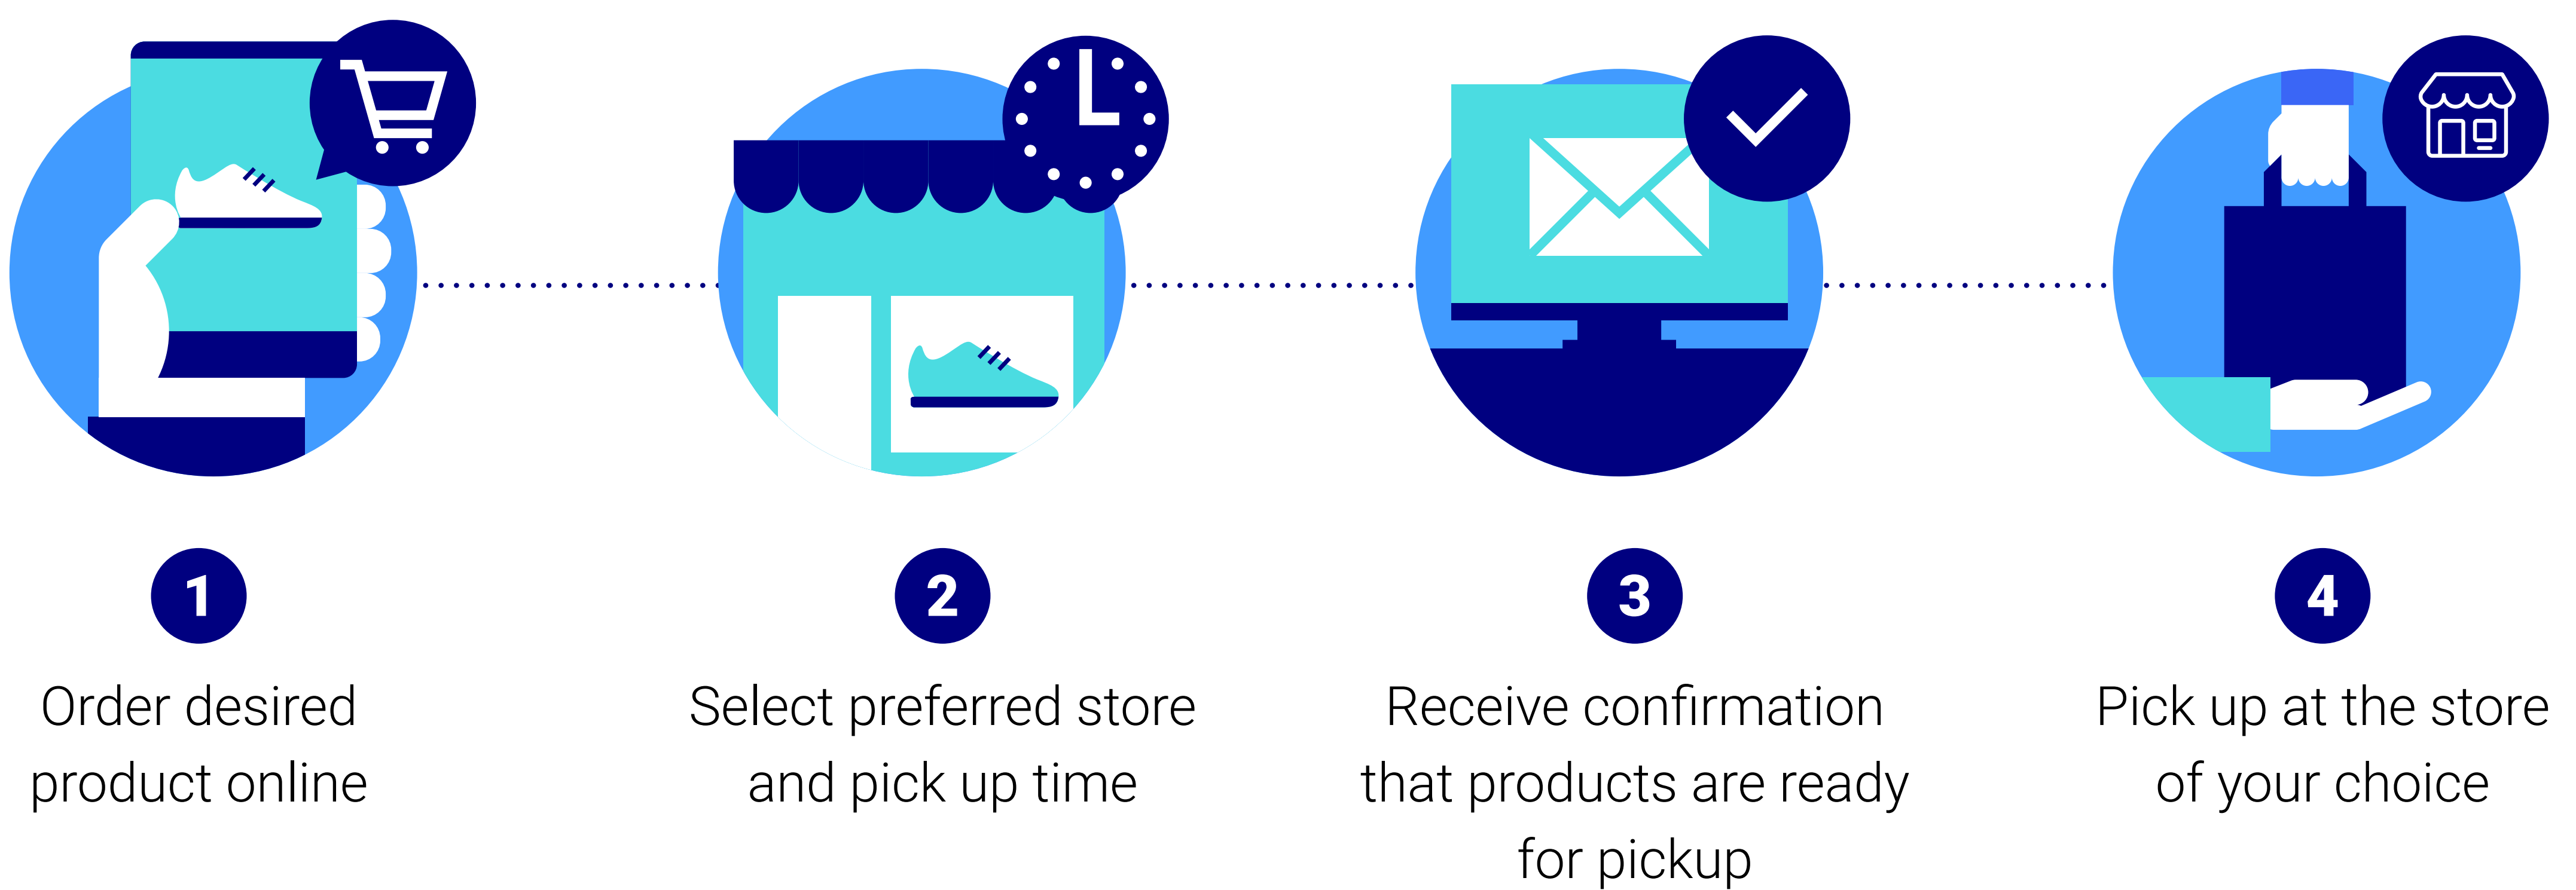 1
Order desired
product online
2
Select preferred store
and pick up time
3
Receive confirmation
that products are ready
for pickup
4
Pick up at the store
of your choice